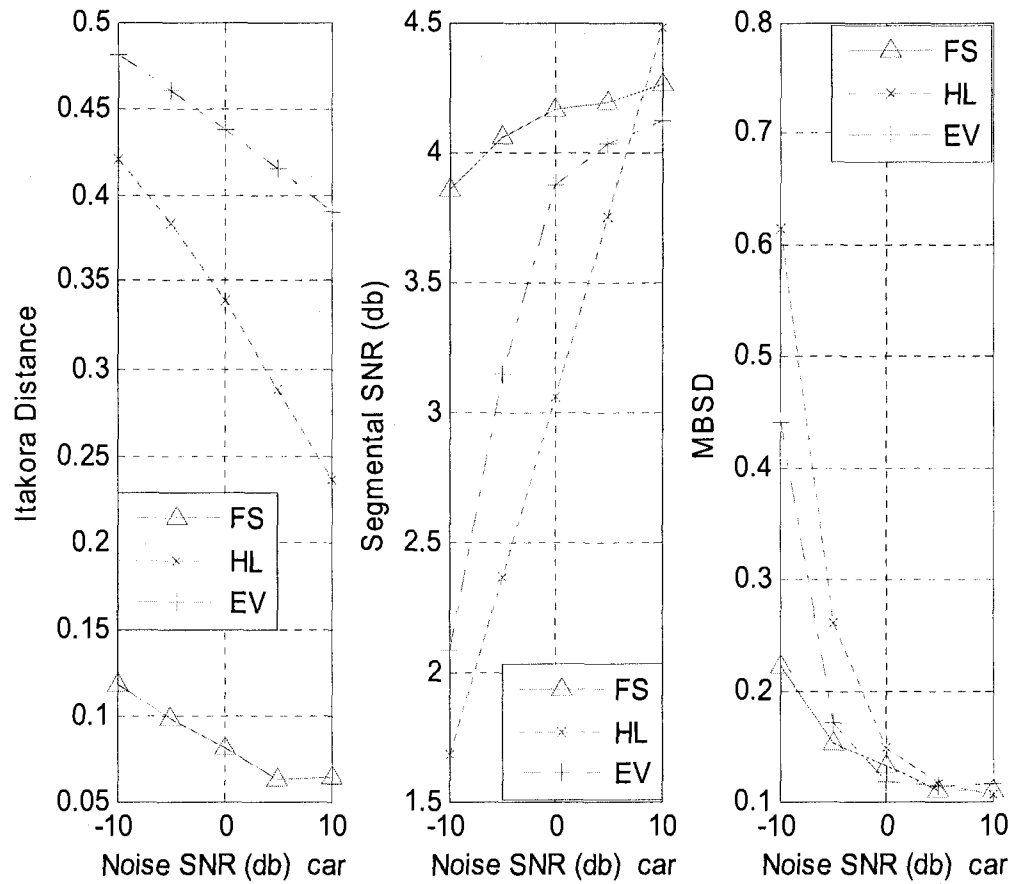 0.5
0.45
0.4
0.35
0.3
0.25
0.2
0.15
0.1
0.05
Itakora Distance
FS
HL
EV
-10 0 10
Noise SNR (db) car
4.5
4
3.5
3
2.5
2
1.5
Segmental SNR (db)
FS
HL
EV
-10 0 10
Noise SNR (db) car
0.8
0.7
0.6
0.5
0.4
0.3
0.2
0.1
MBSD
FS
HL
EV
-10 0 10
Noise SNR (db) car